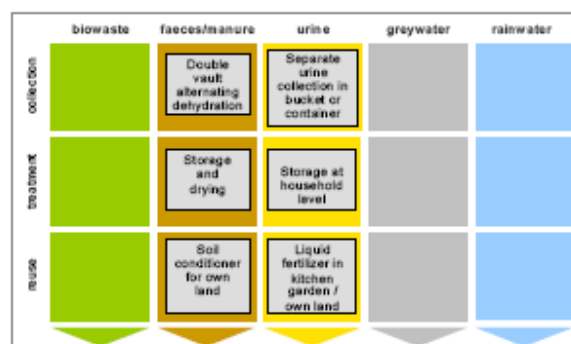 biowaste faeces/manure urine greywater rainwater
collection
Double
vault
alternating
dehydration
Separate
urine
collection in
bucket or
container
treatment
Storage
and
drying
Storage at
household
level
reuse
Soil
conditioner
for own
land
Liquid
fertilizer in
kitchen
garden /
own land